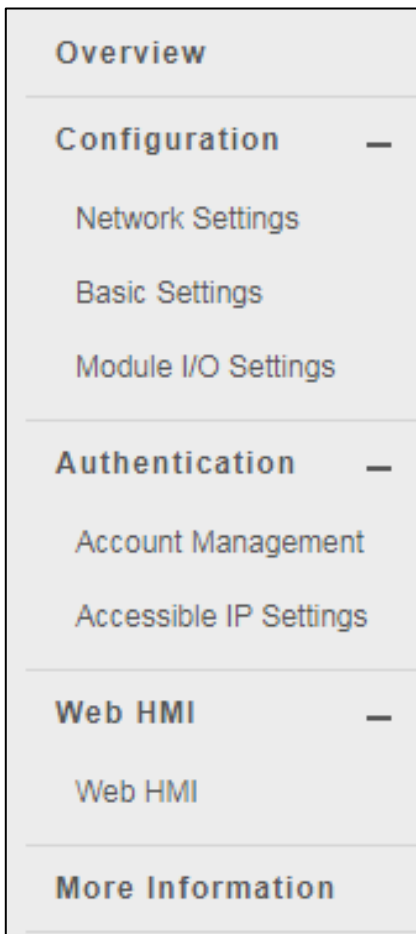 Overview
Configuration
Network Settings
Basic Settings
Module I/O Settings
Authentication
Account Management
Accessible IP Settings
Web HMI
Web HMI
More Information